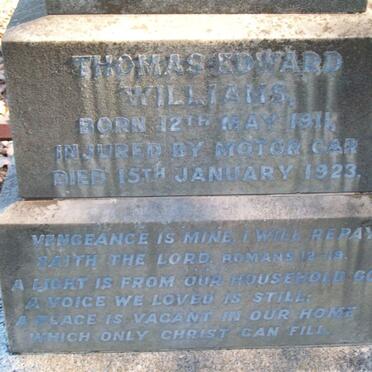 THOMAS EDWARD
WILLIAMS,
BORN 12TH MAY 1911,
INJURED BY MOTOR CAR
DIED 15TH JANUARY 1923,
VENGEANCE IS MINE, I WILL REPAY
SAITH THE LORD, ROMANS 12-19.
A LIGHT IS FROM OUR HOUSEHOLD GO
A VOICE WE LOVED IS STILL;
A PLACE IS VACANT IN OUR HOME
WHICH ONLY CHRIST CAN FILL.